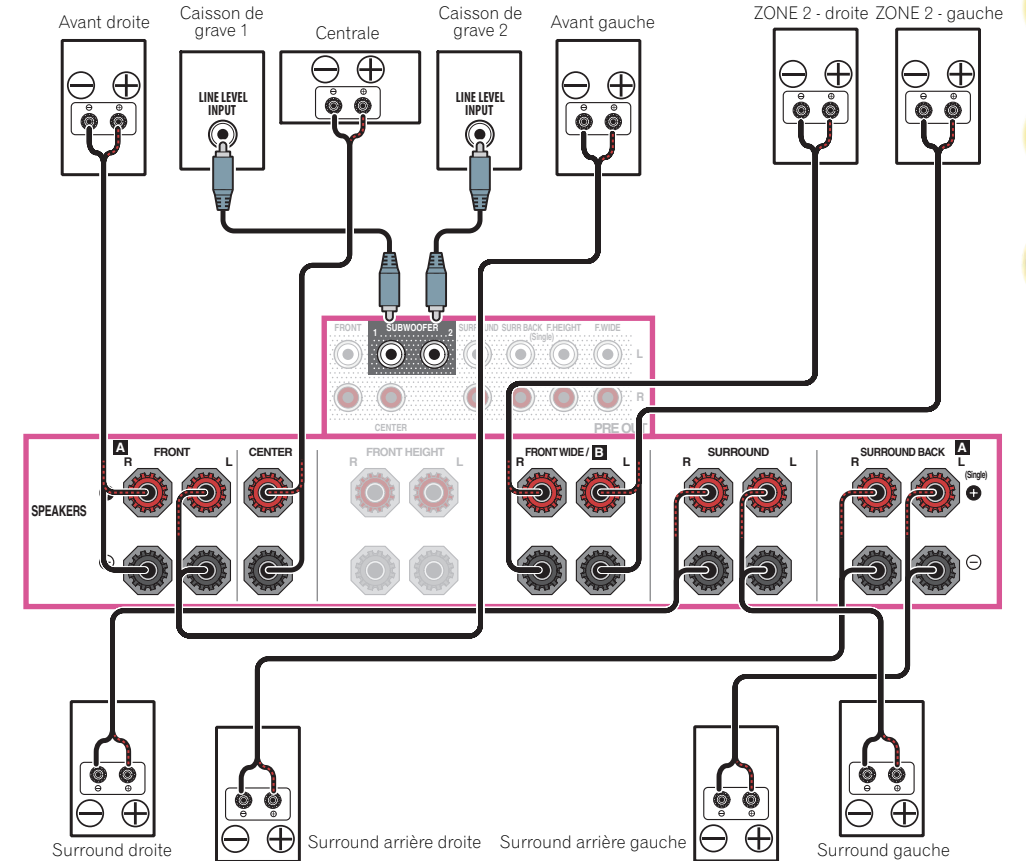 Avant droite
Caisson de
grave 1
Centrale
Caisson de
grave 2
Avant gauche
ZONE 2 - droite
ZONE 2 - gauche
LINE LEVEL
INPUT
LINE LEVEL
INPUT
FRONT
1 SUBWOOFER 2
SURROUND
SURR BACK
(Single)
F.HEIGHT
F.WIDE
L
R
CENTER
PRE OUT
A
R FRONT L
CENTER
FRONT HEIGHT
R L
FRONT WIDE / B
R L
SURROUND
R L
SURROUND BACK A
R L
(Single)
SPEAKERS
Surround droite
Surround arrière droite
Surround arrière gauche
Surround gauche